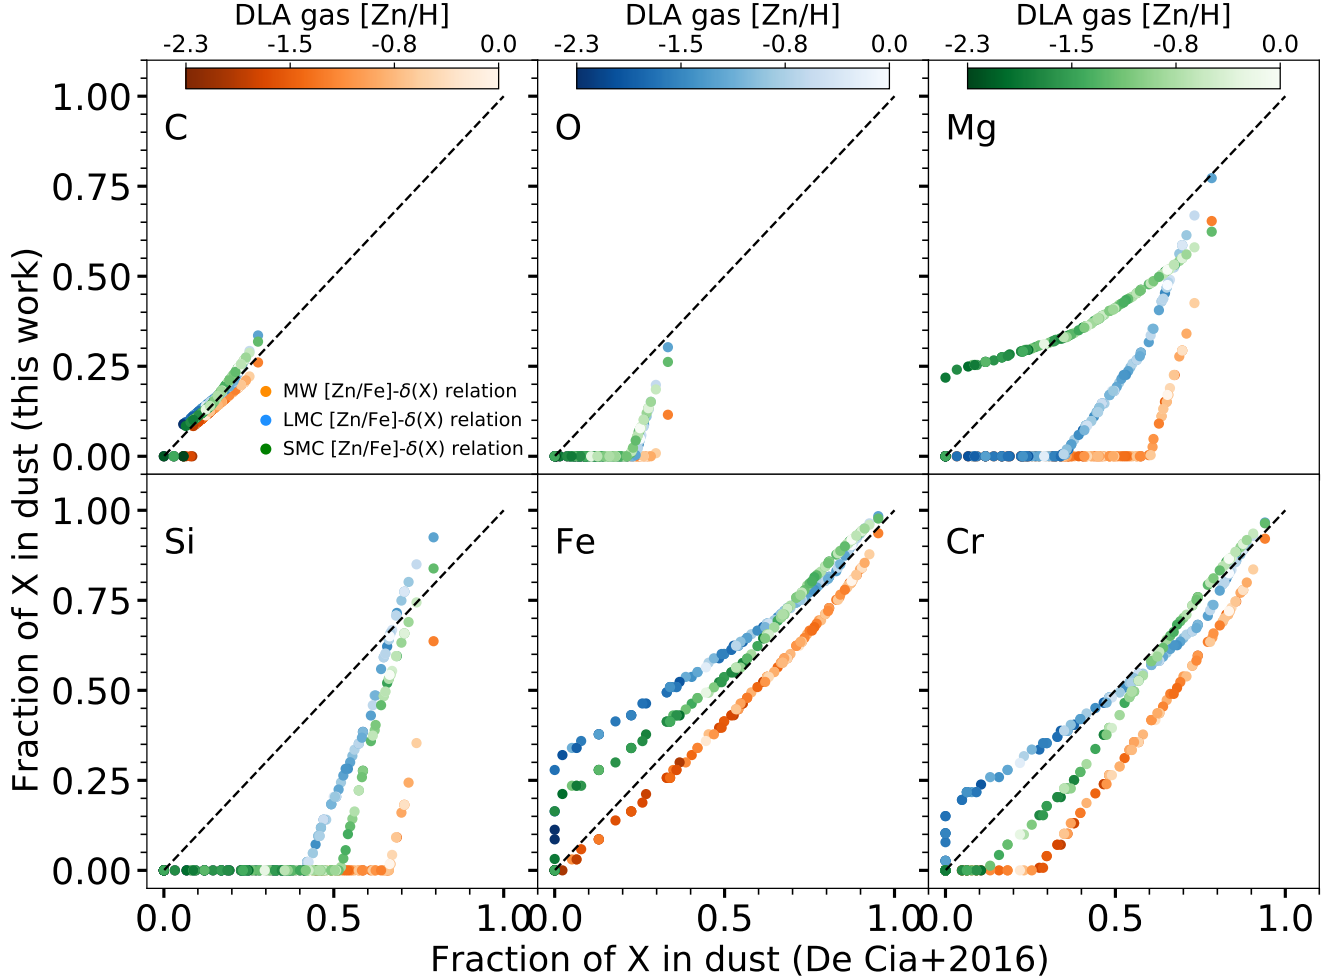 DLA gas [Zn/H] DLA gas [Zn/H] DLA gas [Zn/H]
-2.3 -1.5 -0.8 0.0 -2.3 -1.5 -0.8 0.0 -2.3 -1.5 -0.8 0.0
1.00
C O Mg
0.75
0.50
0.25
MW [Zn/Fe]-δ(X) relation
LMC [Zn/Fe]-δ(X) relation
SMC [Zn/Fe]-δ(X) relation
0.00
Fraction of X in dust (this work)
1.00
Si Fe Cr
0.75
0.50
0.25
0.00
0.0 0.5 1.0 0.0 0.5 1.0 0.0 0.5 1.0
Fraction of X in dust (De Cia+2016)